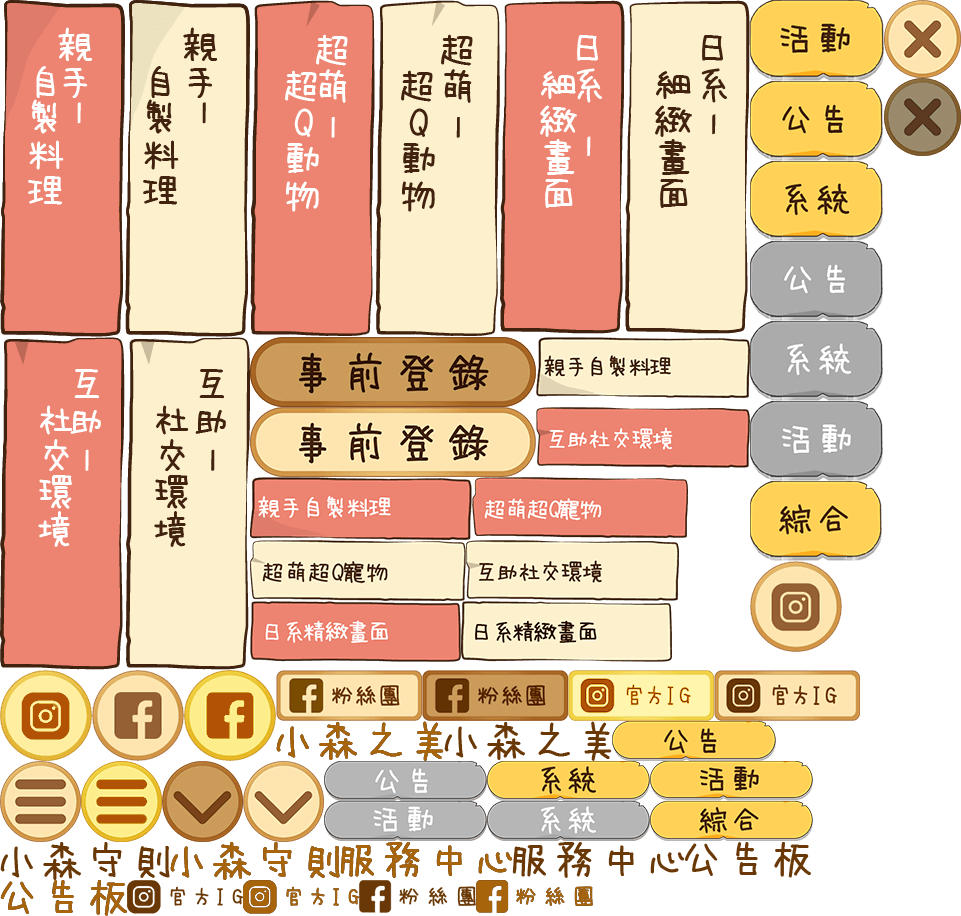 親手ー
自製料理
親手ー
自製料理
超萌ー
超Q動物
超萌ー
超Q動物
日系ー
細緻畫面
日系ー
細緻畫面
活動
公告
系統
公告
系統
活動
綜合
互助ー
社交環境
互助ー
社交環境
事前登錄
事前登錄
親手自製料理
互助社交環境
親手自製料理
超萌超Q寵物
超萌超Q寵物
互助社交環境
日系精緻畫面
日系精緻畫面
粉絲團
粉絲團
官方IG
官方IG
小森之美
小森之美
公告
公告
系統
活動
活動
系統
綜合
小森守則
小森守則
服務中心
服務中心
公告板
公告板
官方IG
官方IG
粉絲團
粉絲團